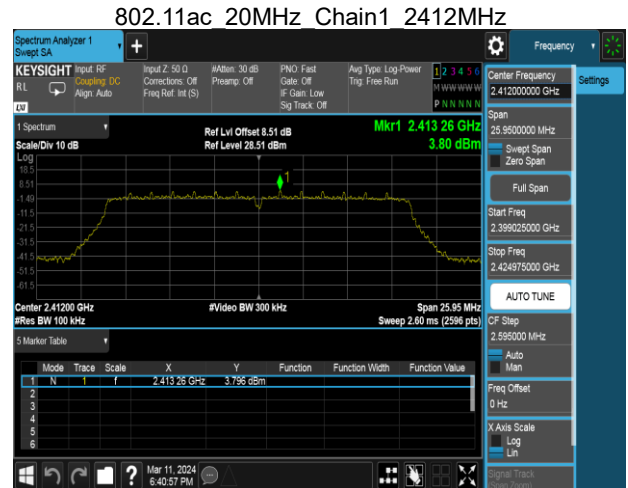 802.11ac_20MHz_Chain1_2412MHz
Spectrum Analyzer 1
Swept SA
+
Frequency
KEYSIGHT
RL
LXI
Input: RF
Coupling: DC
Align: Auto
Input Z: 50 Ω
Corrections: Off
Freq Ref: Int (S)
#Atten: 30 dB
Preamp: Off
PNO: Fast
Gate: Off
IF Gain: Low
Sig Track: Off
Avg Type: Log-Power
Trig: Free Run
1 2 3 4 5 6
M W W W W W
P N N N N N
Center Frequency
2.412000000 GHz
Settings
Span
25.9500000 MHz
Swept Span
Zero Span
Full Span
Start Freq
2.399025000 GHz
Stop Freq
2.424975000 GHz
AUTO TUNE
CF Step
2.595000 MHz
Auto
Man
Freq Offset
0 Hz
X Axis Scale
Log
Lin
Signal Track
(Span Zoom)
1 Spectrum
Scale/Div 10 dB
Ref Lvl Offset 8.51 dB
Ref Level 28.51 dBm
Mkr1 2.413 26 GHz
3.80 dBm
Log
18.5
8.51
-1.49
-11.5
-21.5
-31.5
-41.5
-51.5
-61.5
1
Center 2.41200 GHz
#Res BW 100 kHz
#Video BW 300 kHz
Span 25.95 MHz
Sweep 2.60 ms (2596 pts)
5 Marker Table
Mode Trace Scale X Y Function Function Width Function Value
1 N 1 f 2.413 26 GHz 3.796 dBm
2
3
4
5
6
?
Mar 11, 2024
6:40:57 PM